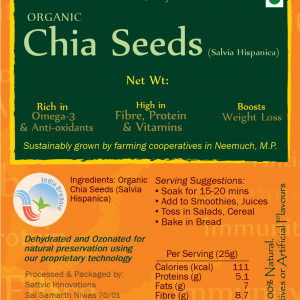 ORGANIC
Chia Seeds (Salvia Hispanica)
Net Wt:
Rich in
Omega-3
& Anti-oxidants
High in
Fibre, Protein
& Vitamins
Boosts
Weight Loss
Sustainably grown by farming cooperatives in Neemuch, M.P.
India Organic
Ingredients: Organic
Chia Seeds (Salvia
Hispanica)
Serving Suggestions:
• Soak for 15-20 mins
• Add to Smoothies, Juices
• Toss in Salads, Cereal
• Bake in Bread
Dehydrated and Ozonated for
natural preservation using
our proprietary technology
Processed & Packaged by:
Sattvic Innovations
Sai Samarth Niwas 70/01
Per Serving (25g)
Calories (kcal) 111
Proteins (g) 5.1
Fats (g) 7
Fibre (g) 8.7
100% Natural.
or Artificial Flavours